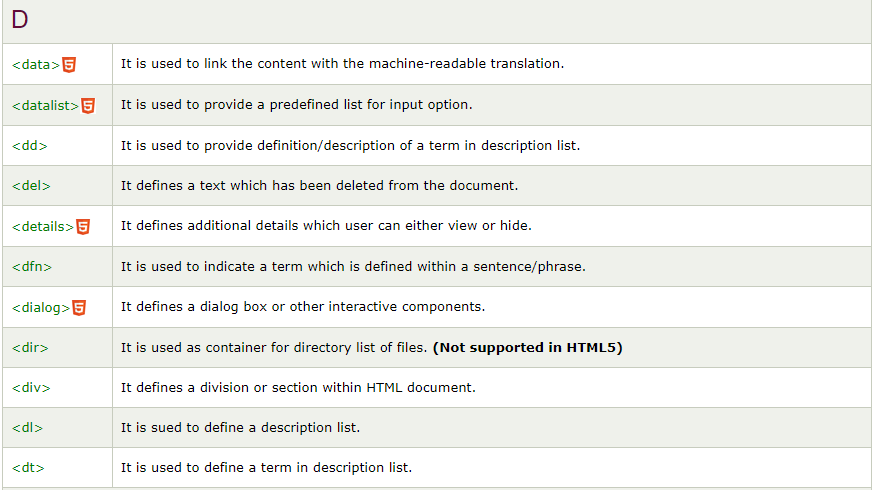 D
<data>5 It is used to link the content with the machine-readable translation.
<datalist>5 It is used to provide a predefined list for input option.
<dd> It is used to provide definition/description of a term in description list.
<del> It defines a text which has been deleted from the document.
<details>5 It defines additional details which user can either view or hide.
<dfn> It is used to indicate a term which is defined within a sentence/phrase.
<dialog>5 It defines a dialog box or other interactive components.
<dir> It is used as container for directory list of files. (Not supported in HTML5)
<div> It defines a division or section within HTML document.
<dl> It is sued to define a description list.
<dt> It is used to define a term in description list.